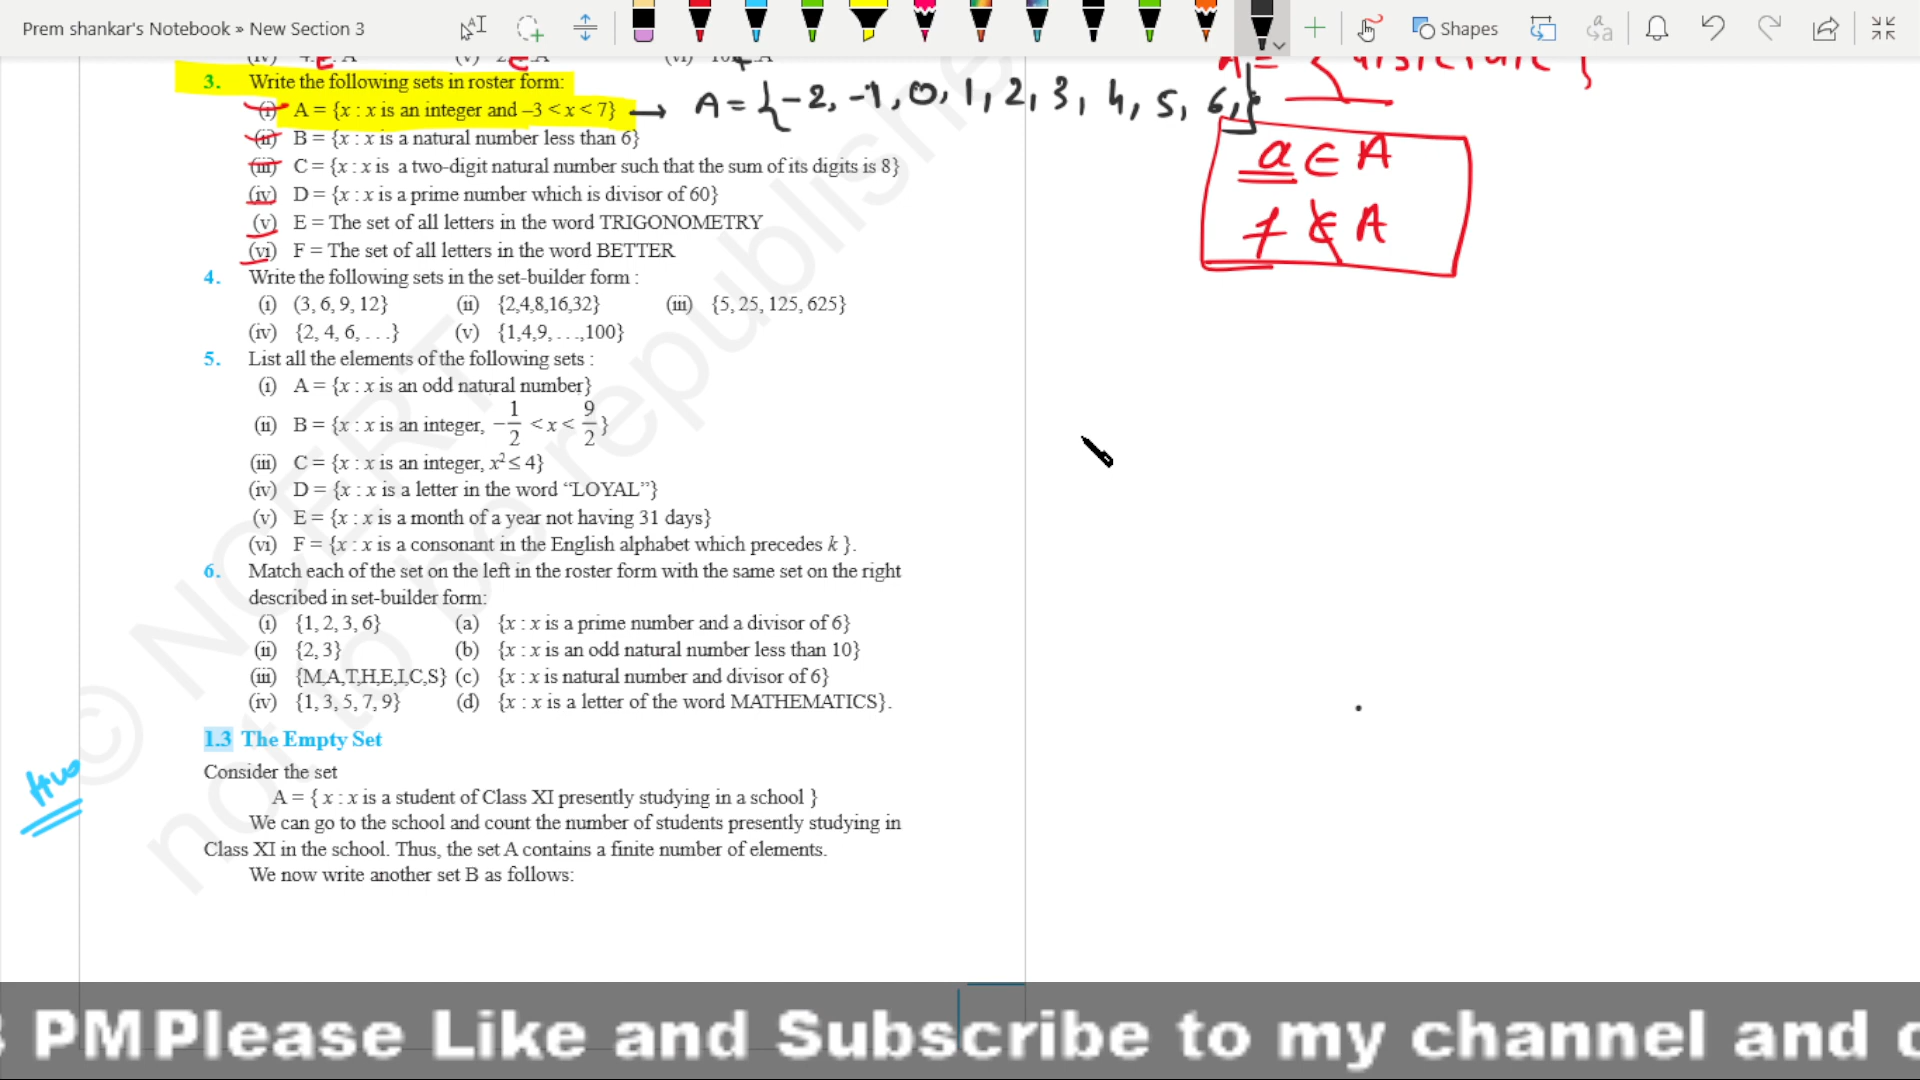 Prem shankar's Notebook » New Section 3
Shapes
3. Write the following sets in roster form:
(i) A = {x : x is an integer and –3 < x < 7} → A = {-2, -1, 0, 1, 2, 3, 4, 5, 6,}
(ii) B = {x : x is a natural number less than 6}
(iii) C = {x : x is a two-digit natural number such that the sum of its digits is 8}
(iv) D = {x : x is a prime number which is divisor of 60}
(v) E = The set of all letters in the word TRIGONOMETRY
(vi) F = The set of all letters in the word BETTER
a ∈ A
f ∉ A
4. Write the following sets in the set-builder form :
(i) (3, 6, 9, 12} (ii) {2,4,8,16,32} (iii) {5, 25, 125, 625}
(iv) {2, 4, 6, . . .} (v) {1,4,9, . . .,100}
5. List all the elements of the following sets :
(i) A = {x : x is an odd natural number}
(ii) B = {x : x is an integer, –1/2 < x < 9/2}
(iii) C = {x : x is an integer, x² ≤ 4}
(iv) D = {x : x is a letter in the word “LOYAL”}
(v) E = {x : x is a month of a year not having 31 days}
(vi) F = {x : x is a consonant in the English alphabet which precedes k }.
6. Match each of the set on the left in the roster form with the same set on the right
described in set-builder form:
(i) {1, 2, 3, 6} (a) {x : x is a prime number and a divisor of 6}
(ii) {2, 3} (b) {x : x is an odd natural number less than 10}
(iii) {M,A,T,H,E,I,C,S} (c) {x : x is natural number and divisor of 6}
(iv) {1, 3, 5, 7, 9} (d) {x : x is a letter of the word MATHEMATICS}.
1.3 The Empty Set
Consider the set
A = { x : x is a student of Class XI presently studying in a school }
We can go to the school and count the number of students presently studying in
Class XI in the school. Thus, the set A contains a finite number of elements.
We now write another set B as follows:
© NCERT
not to be republished
PMPlease Like and Subscribe to my channel and